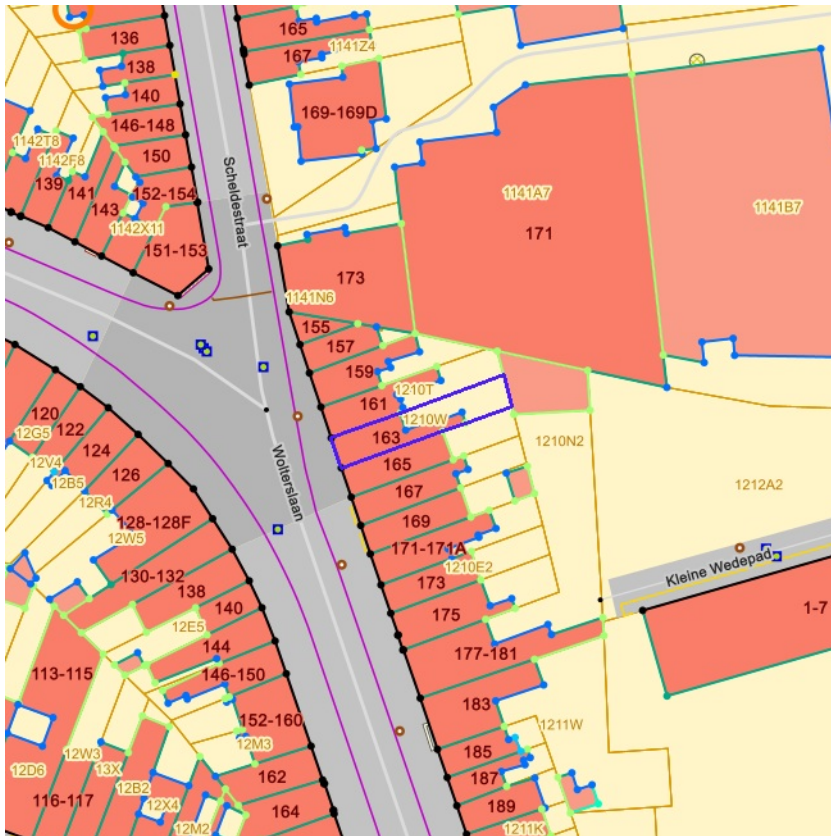 136
138
140
146-148
150
152-154
1142T8
1142F8
139
141
143
1142X11
151-153
Scheldestraat
165
1141Z4
167
169-169D
1141A7
171
1141B7
173
1141N6
155
157
159
1210T
161
1210W
163
165
167
169
171-171A
1210E2
173
175
177-181
183
1211W
185
187
189
1211K
1210N2
1212A2
Kleine Wedepad
1-7
Wolterslaan
120
12G5
122
12V4
124
12B5
126
12R4
128-128F
12W5
130-132
138
140
12E5
144
113-115
146-150
152-160
12M3
12W3
13X
12D6
12B2
162
116-117
12X4
164
12M2